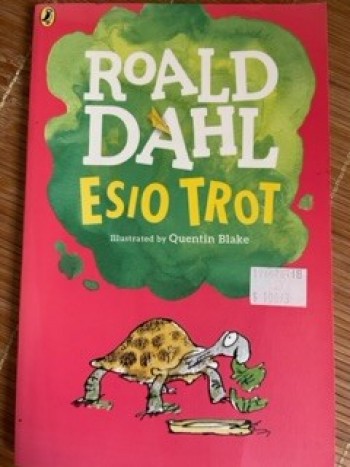 ROALD
DAHL
ESIO TROT
Illustrated by Quentin Blake